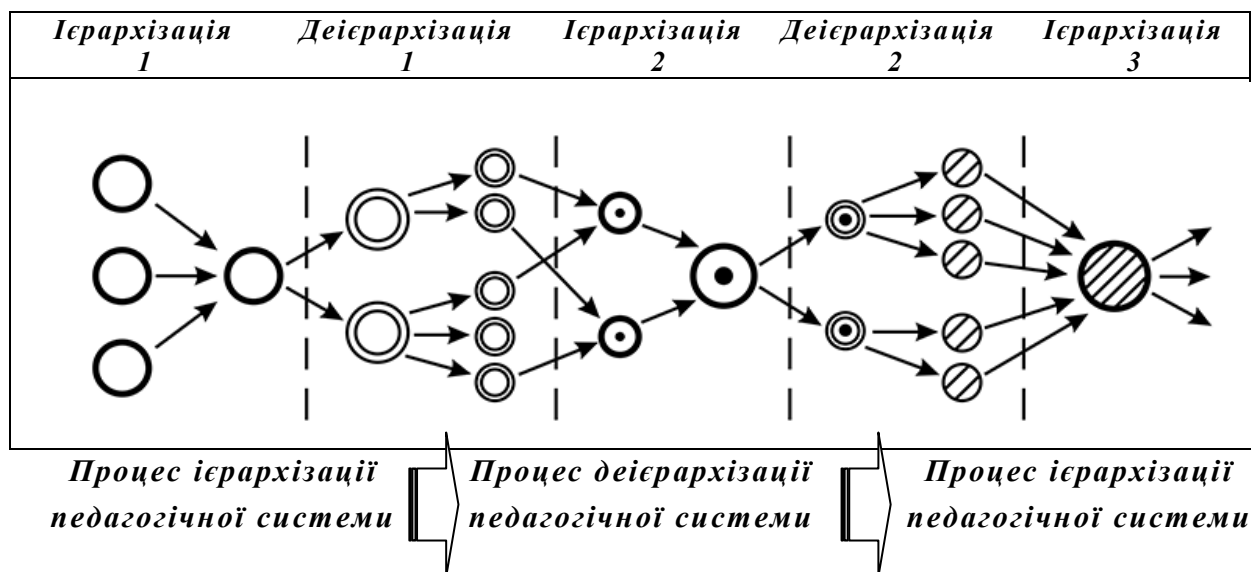 Ієрархізація Деієрархізація Ієрархізація Деієрархізація Ієрархізація
1 1 2 2 3
Процес ієрархізації Процес деієрархізації Процес ієрархізації
педагогічної системи педагогічної системи педагогічної системи